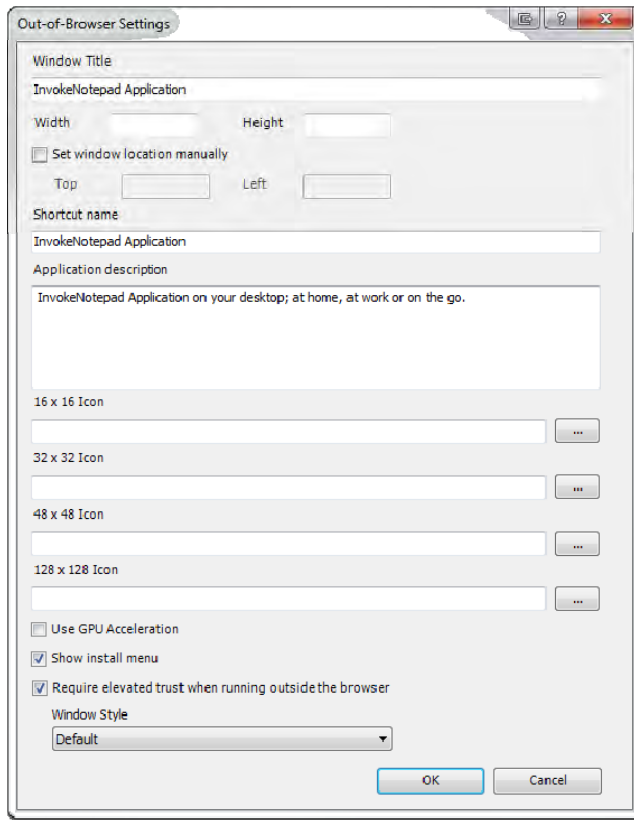 Out-of-Browser Settings
Window Title
InvokeNotepad Application
Width Height
Set window location manually
Top Left
Shortcut name
InvokeNotepad Application
Application description
InvokeNotepad Application on your desktop; at home, at work or on the go.
16 x 16 Icon
...
32 x 32 Icon
...
48 x 48 Icon
...
128 x 128 Icon
...
Use GPU Acceleration
Show install menu
Require elevated trust when running outside the browser
Window Style
Default
OK Cancel